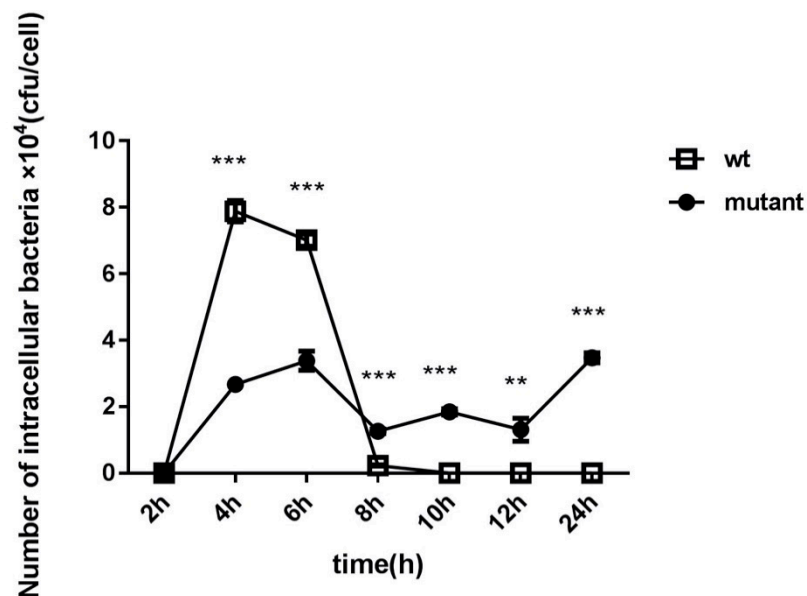 Number of intracellular bacteria ×10⁴(cfu/cell)
10
8
6
4
2
0
***
***
***
***
**
***
2h
4h
6h
8h
10h
12h
24h
time(h)
wt
mutant